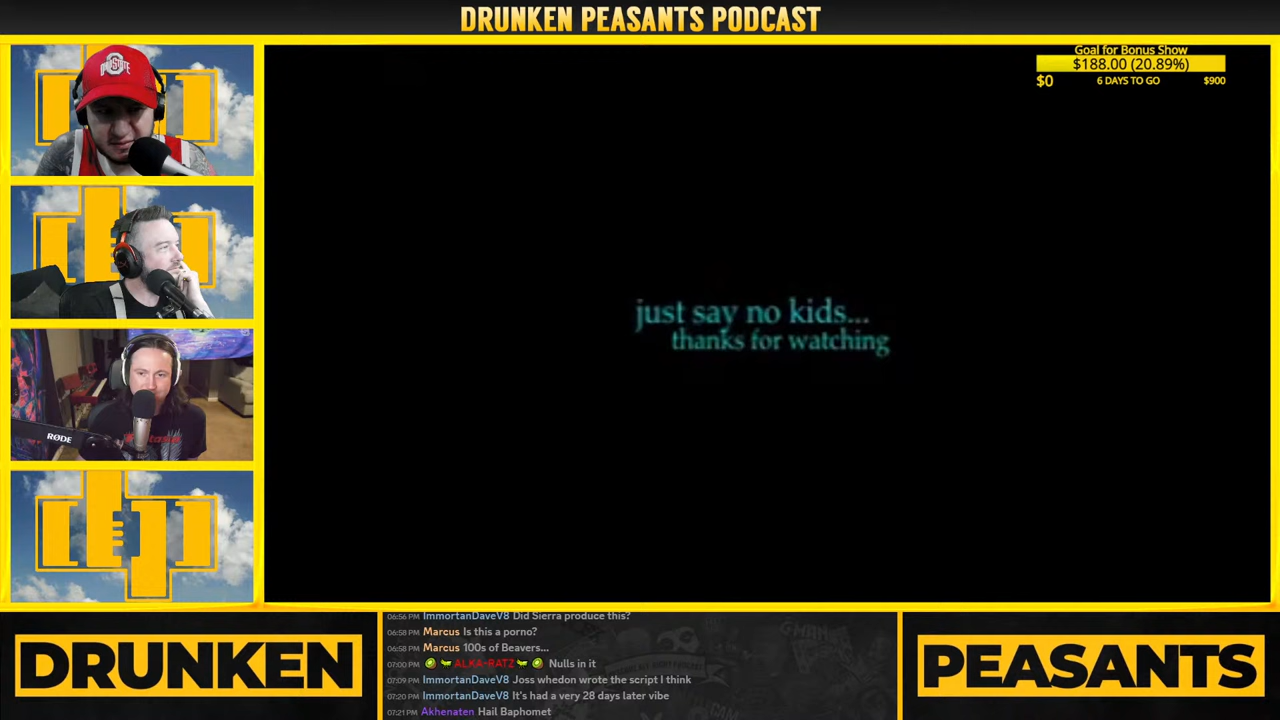 DRUNKEN PEASANTS PODCAST
Goal for Bonus Show
$188.00 (20.89%)
$0 6 DAYS TO GO $900
RØDE
just say no kids...
thanks for watching
06:56 PM ImmortanDaveV8 Did Sierra produce this?
06:58 PM Marcus Is this a porno?
06:58 PM Marcus 100s of Beavers...
07:00 PM ALKA-RATZ Nulls in it
07:09 PM ImmortanDaveV8 Joss whedon wrote the script I think
07:20 PM ImmortanDaveV8 It's had a very 28 days later vibe
07:21 PM Akhenaten Hail Baphomet
DRUNKEN
PEASANTS